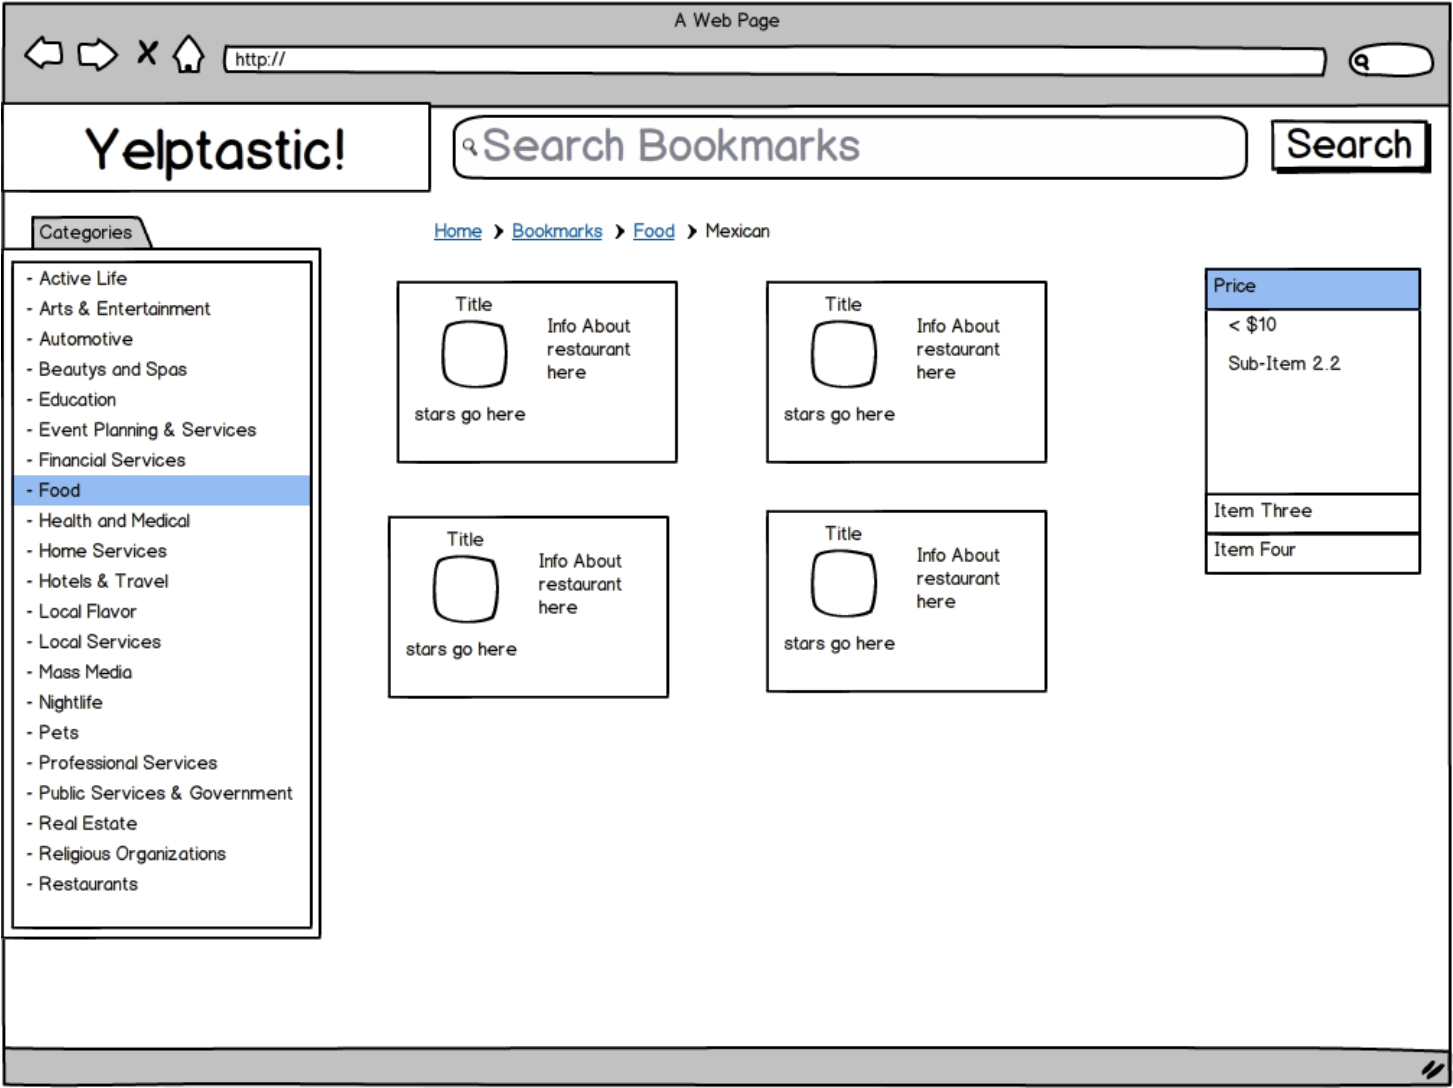 A Web Page
http://
Yelptastic!
Search Bookmarks
Search
Categories
- Active Life
- Arts & Entertainment
- Automotive
- Beautys and Spas
- Education
- Event Planning & Services
- Financial Services
- Food
- Health and Medical
- Home Services
- Hotels & Travel
- Local Flavor
- Local Services
- Mass Media
- Nightlife
- Pets
- Professional Services
- Public Services & Government
- Real Estate
- Religious Organizations
- Restaurants
Home > Bookmarks > Food > Mexican
Title
Info About
restaurant
here
stars go here
Title
Info About
restaurant
here
stars go here
Title
Info About
restaurant
here
stars go here
Title
Info About
restaurant
here
stars go here
Price
< $10
Sub-Item 2.2
Item Three
Item Four